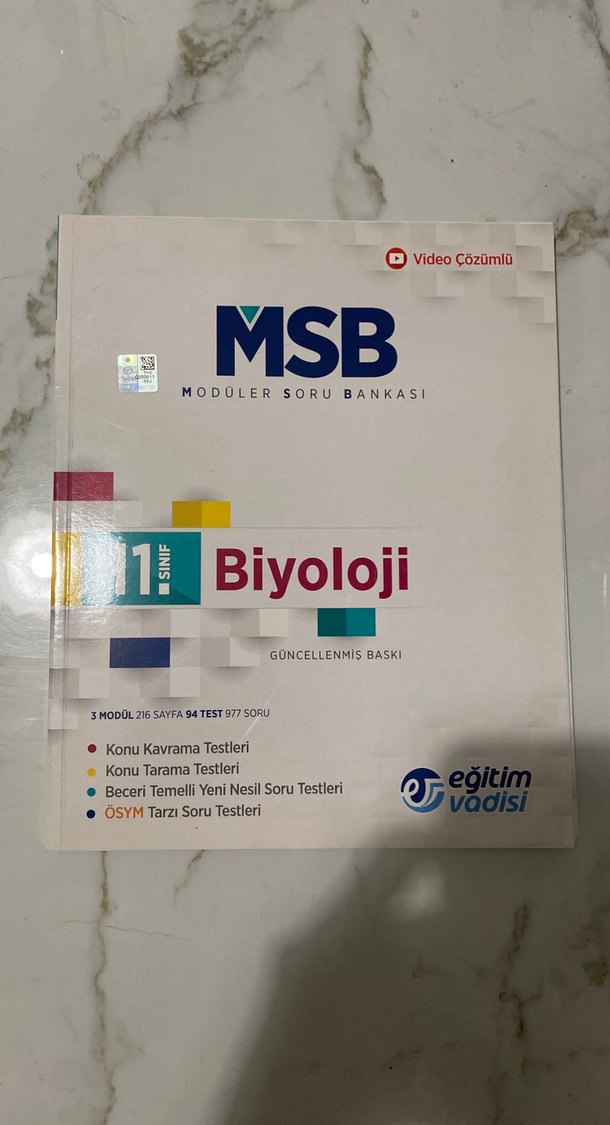 Video Çözümlü
MSB
MODÜLER SORU BANKASI
11. SINIF
Biyoloji
GÜNCELLENMİŞ BASKI
3 MODÜL 216 SAYFA 94 TEST 977 SORU
Konu Kavrama Testleri
Konu Tarama Testleri
Beceri Temelli Yeni Nesil Soru Testleri
ÖSYM Tarzı Soru Testleri
eğitim
vadisi